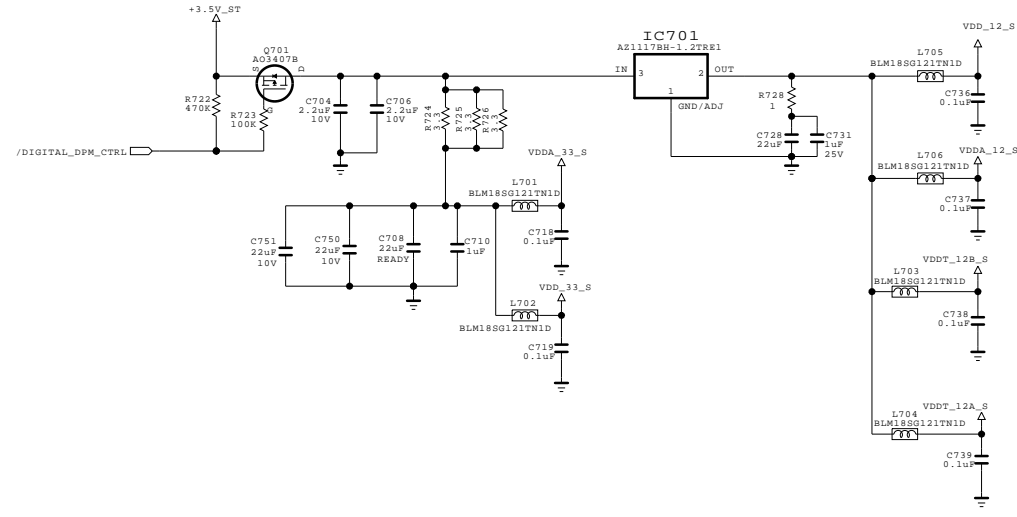 +3.5V_ST
Q701
AO3407B
S
D
G
R722
470K
R723
100K
/DIGITAL_DPM_CTRL
C704
2.2uF
10V
C706
2.2uF
10V
R724
3.3
R725
3.3
R726
3.3
IC701
AZ1117BH-1.2TRE1
IN
3
2
OUT
1
GND/ADJ
R728
1
C728
22uF
C731
1uF
25V
VDD_12_S
L705
BLM18SG121TN1D
C736
0.1uF
VDDA_12_S
L706
BLM18SG121TN1D
C737
0.1uF
VDDT_12B_S
L703
BLM18SG121TN1D
C738
0.1uF
VDDT_12A_S
L704
BLM18SG121TN1D
C739
0.1uF
VDDA_33_S
L701
BLM18SG121TN1D
C718
0.1uF
C751
22uF
10V
C750
22uF
10V
C708
22uF
READY
C710
1uF
VDD_33_S
L702
BLM18SG121TN1D
C719
0.1uF